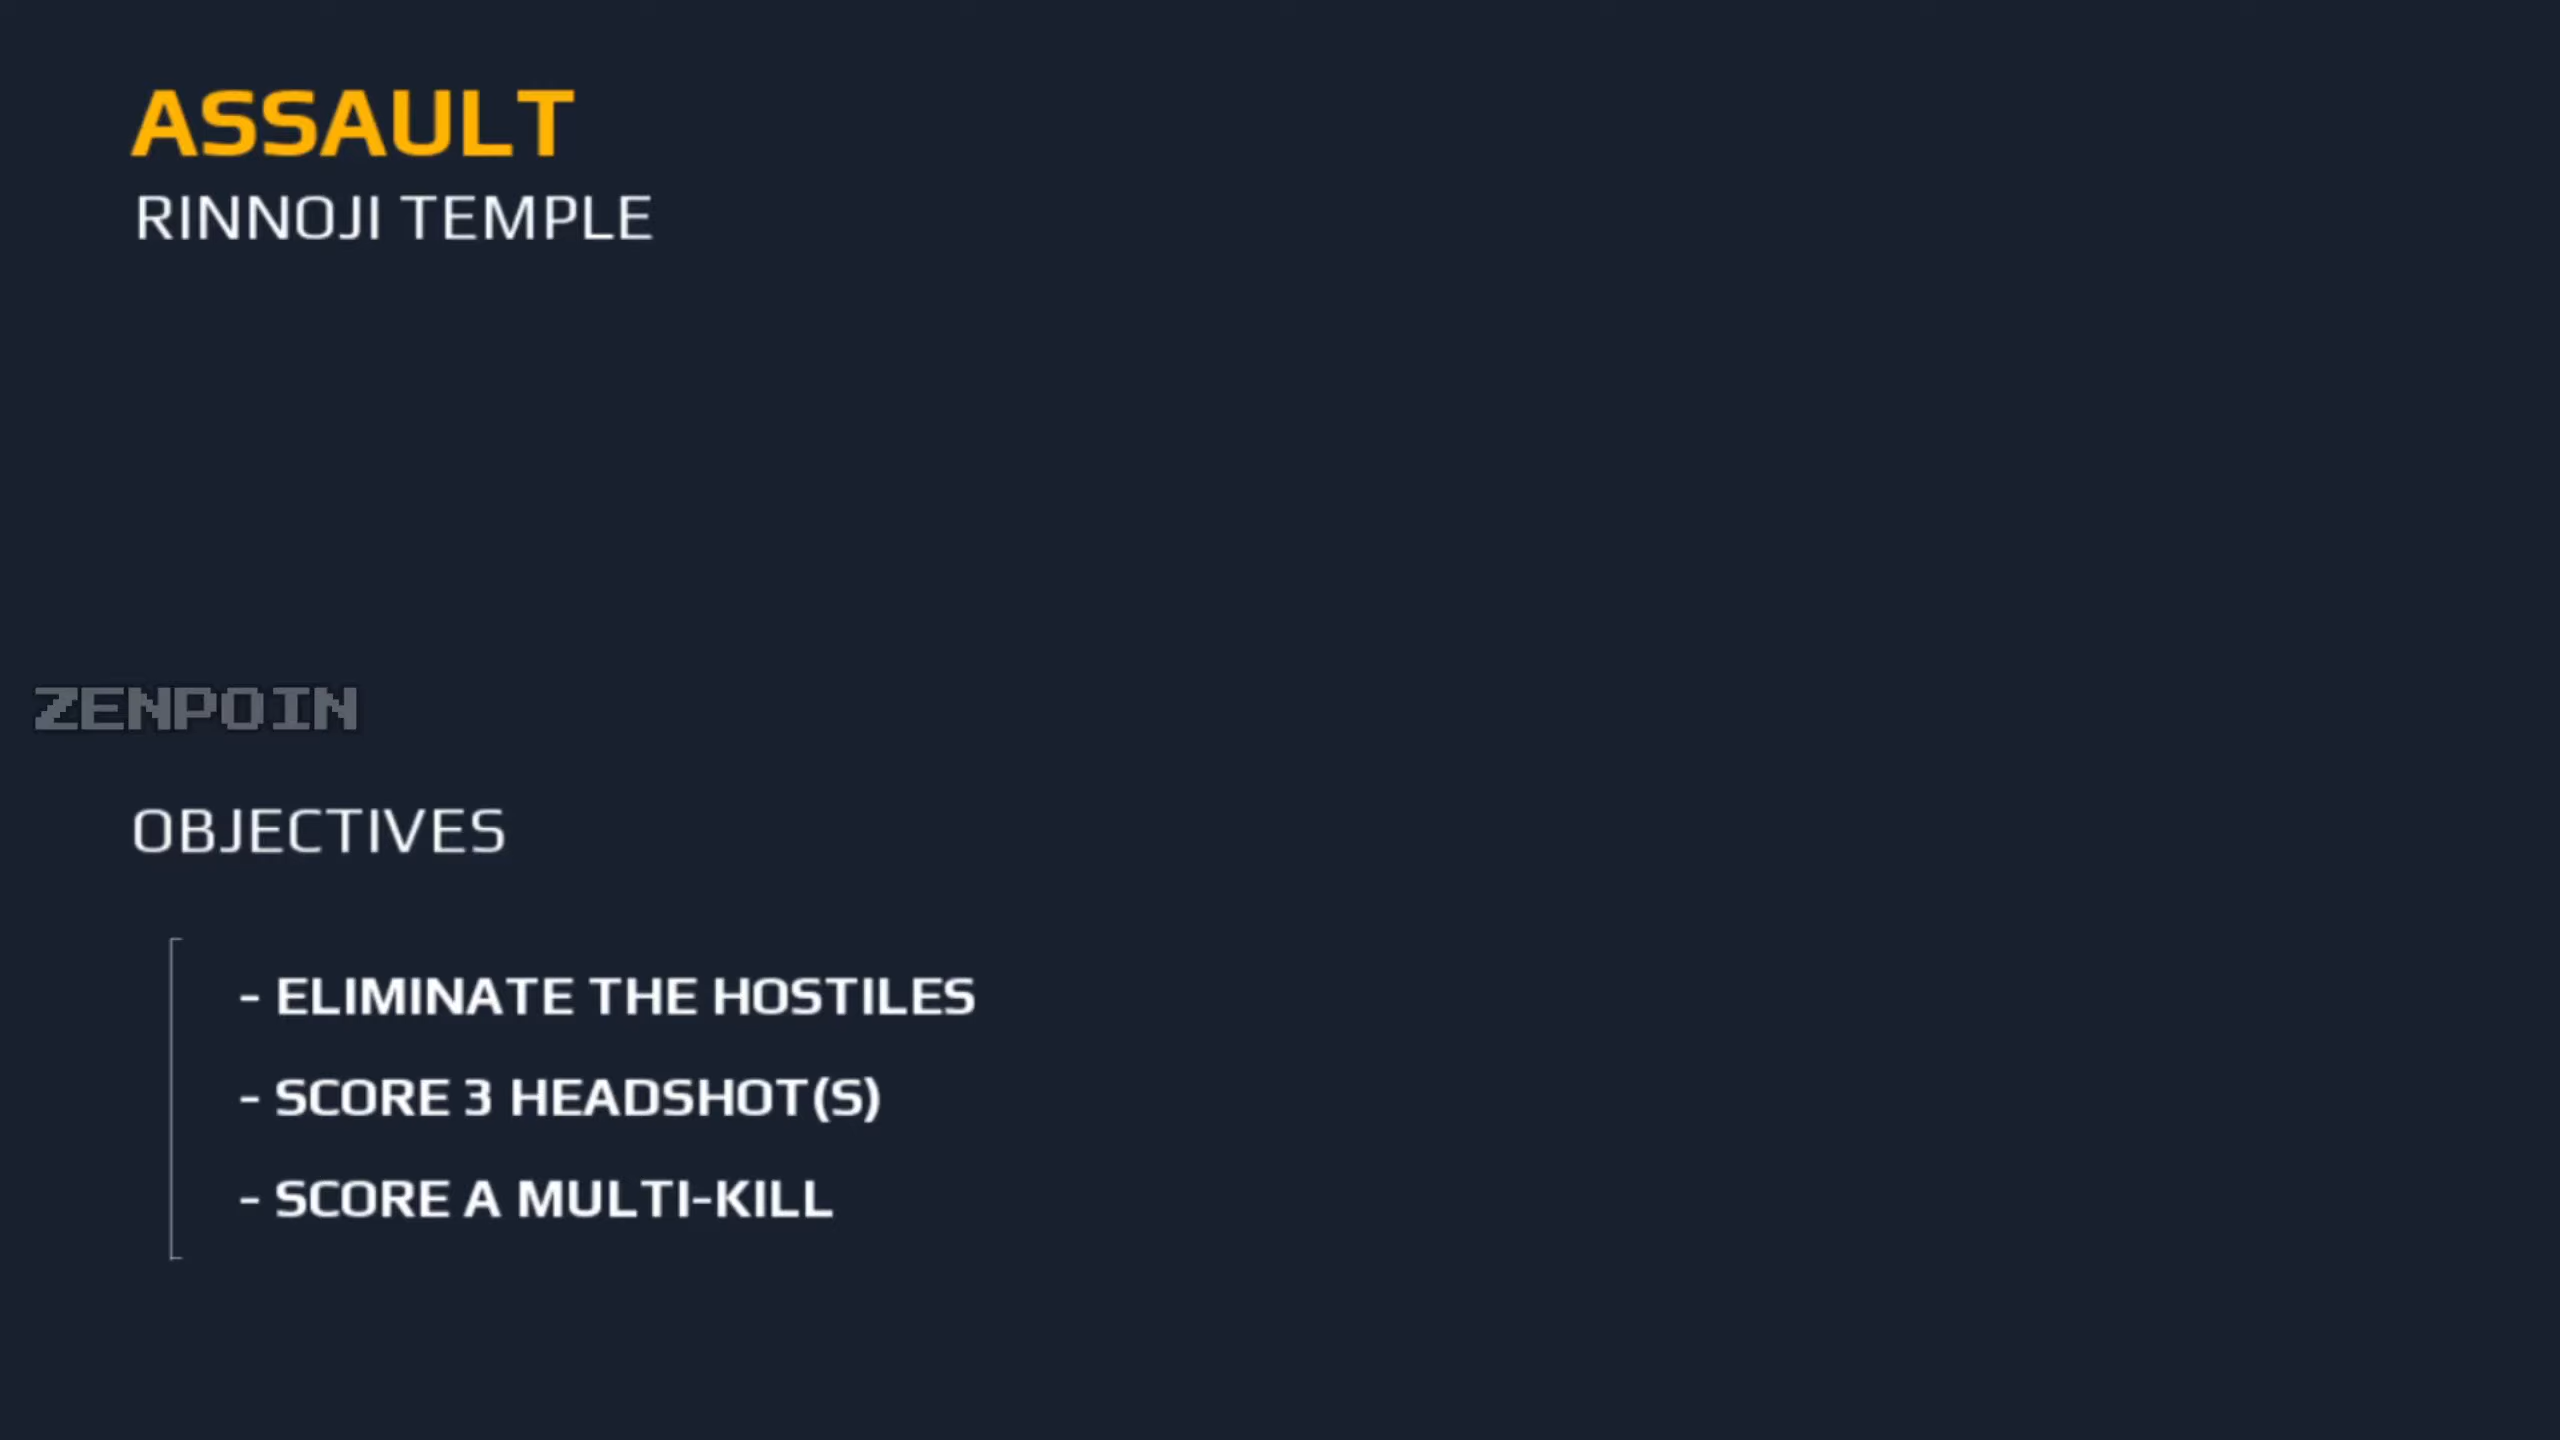 ASSAULT
RINNOJI TEMPLE
ZENPOIN
OBJECTIVES
- ELIMINATE THE HOSTILES
- SCORE 3 HEADSHOT(S)
- SCORE A MULTI-KILL